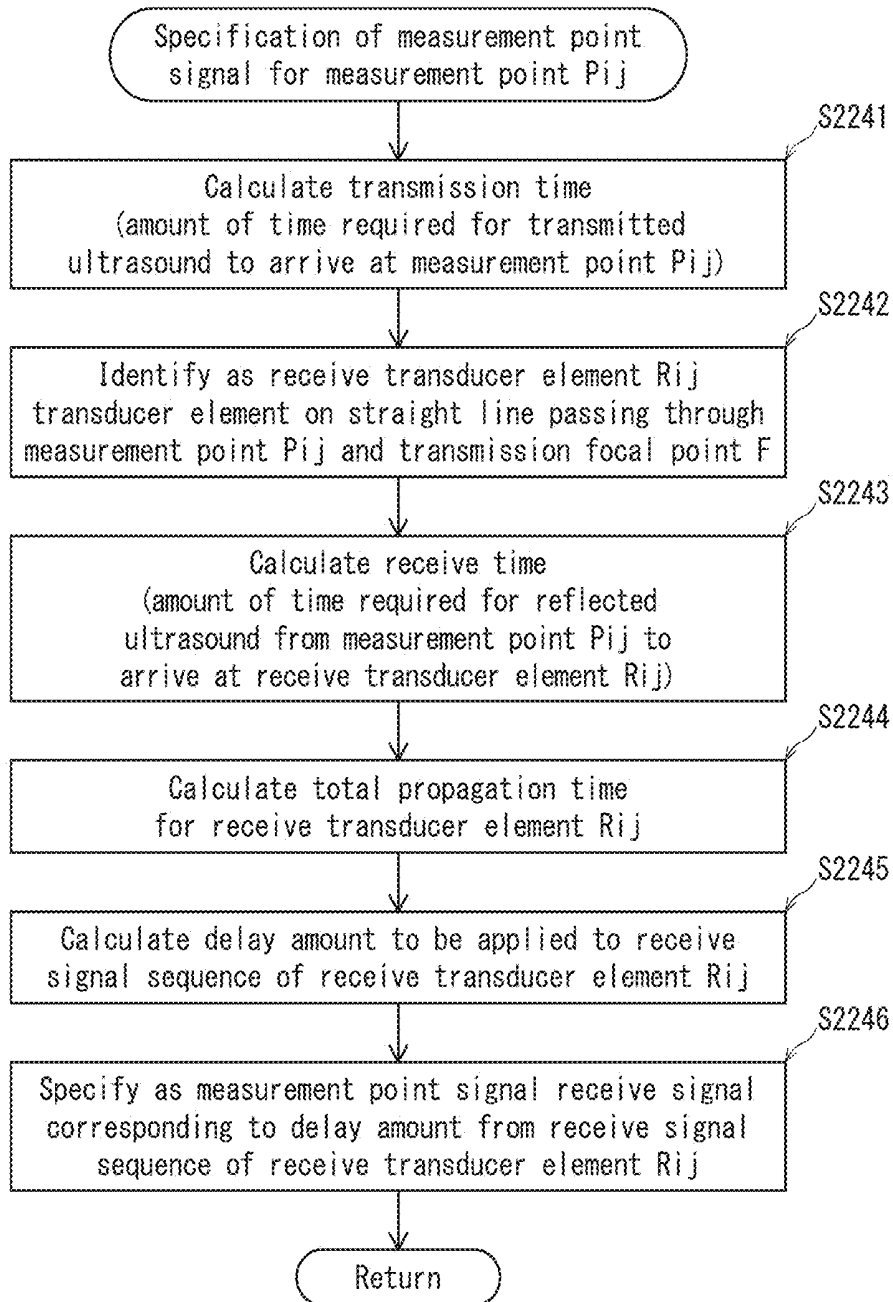 Specification of measurement point
signal for measurement point Pij
S2241
Calculate transmission time
(amount of time required for transmitted
ultrasound to arrive at measurement point Pij)
S2242
Identify as receive transducer element Rij
transducer element on straight line passing through
measurement point Pij and transmission focal point F
S2243
Calculate receive time
(amount of time required for reflected
ultrasound from measurement point Pij to
arrive at receive transducer element Rij)
S2244
Calculate total propagation time
for receive transducer element Rij
S2245
Calculate delay amount to be applied to receive
signal sequence of receive transducer element Rij
S2246
Specify as measurement point signal receive signal
corresponding to delay amount from receive signal
sequence of receive transducer element Rij
Return